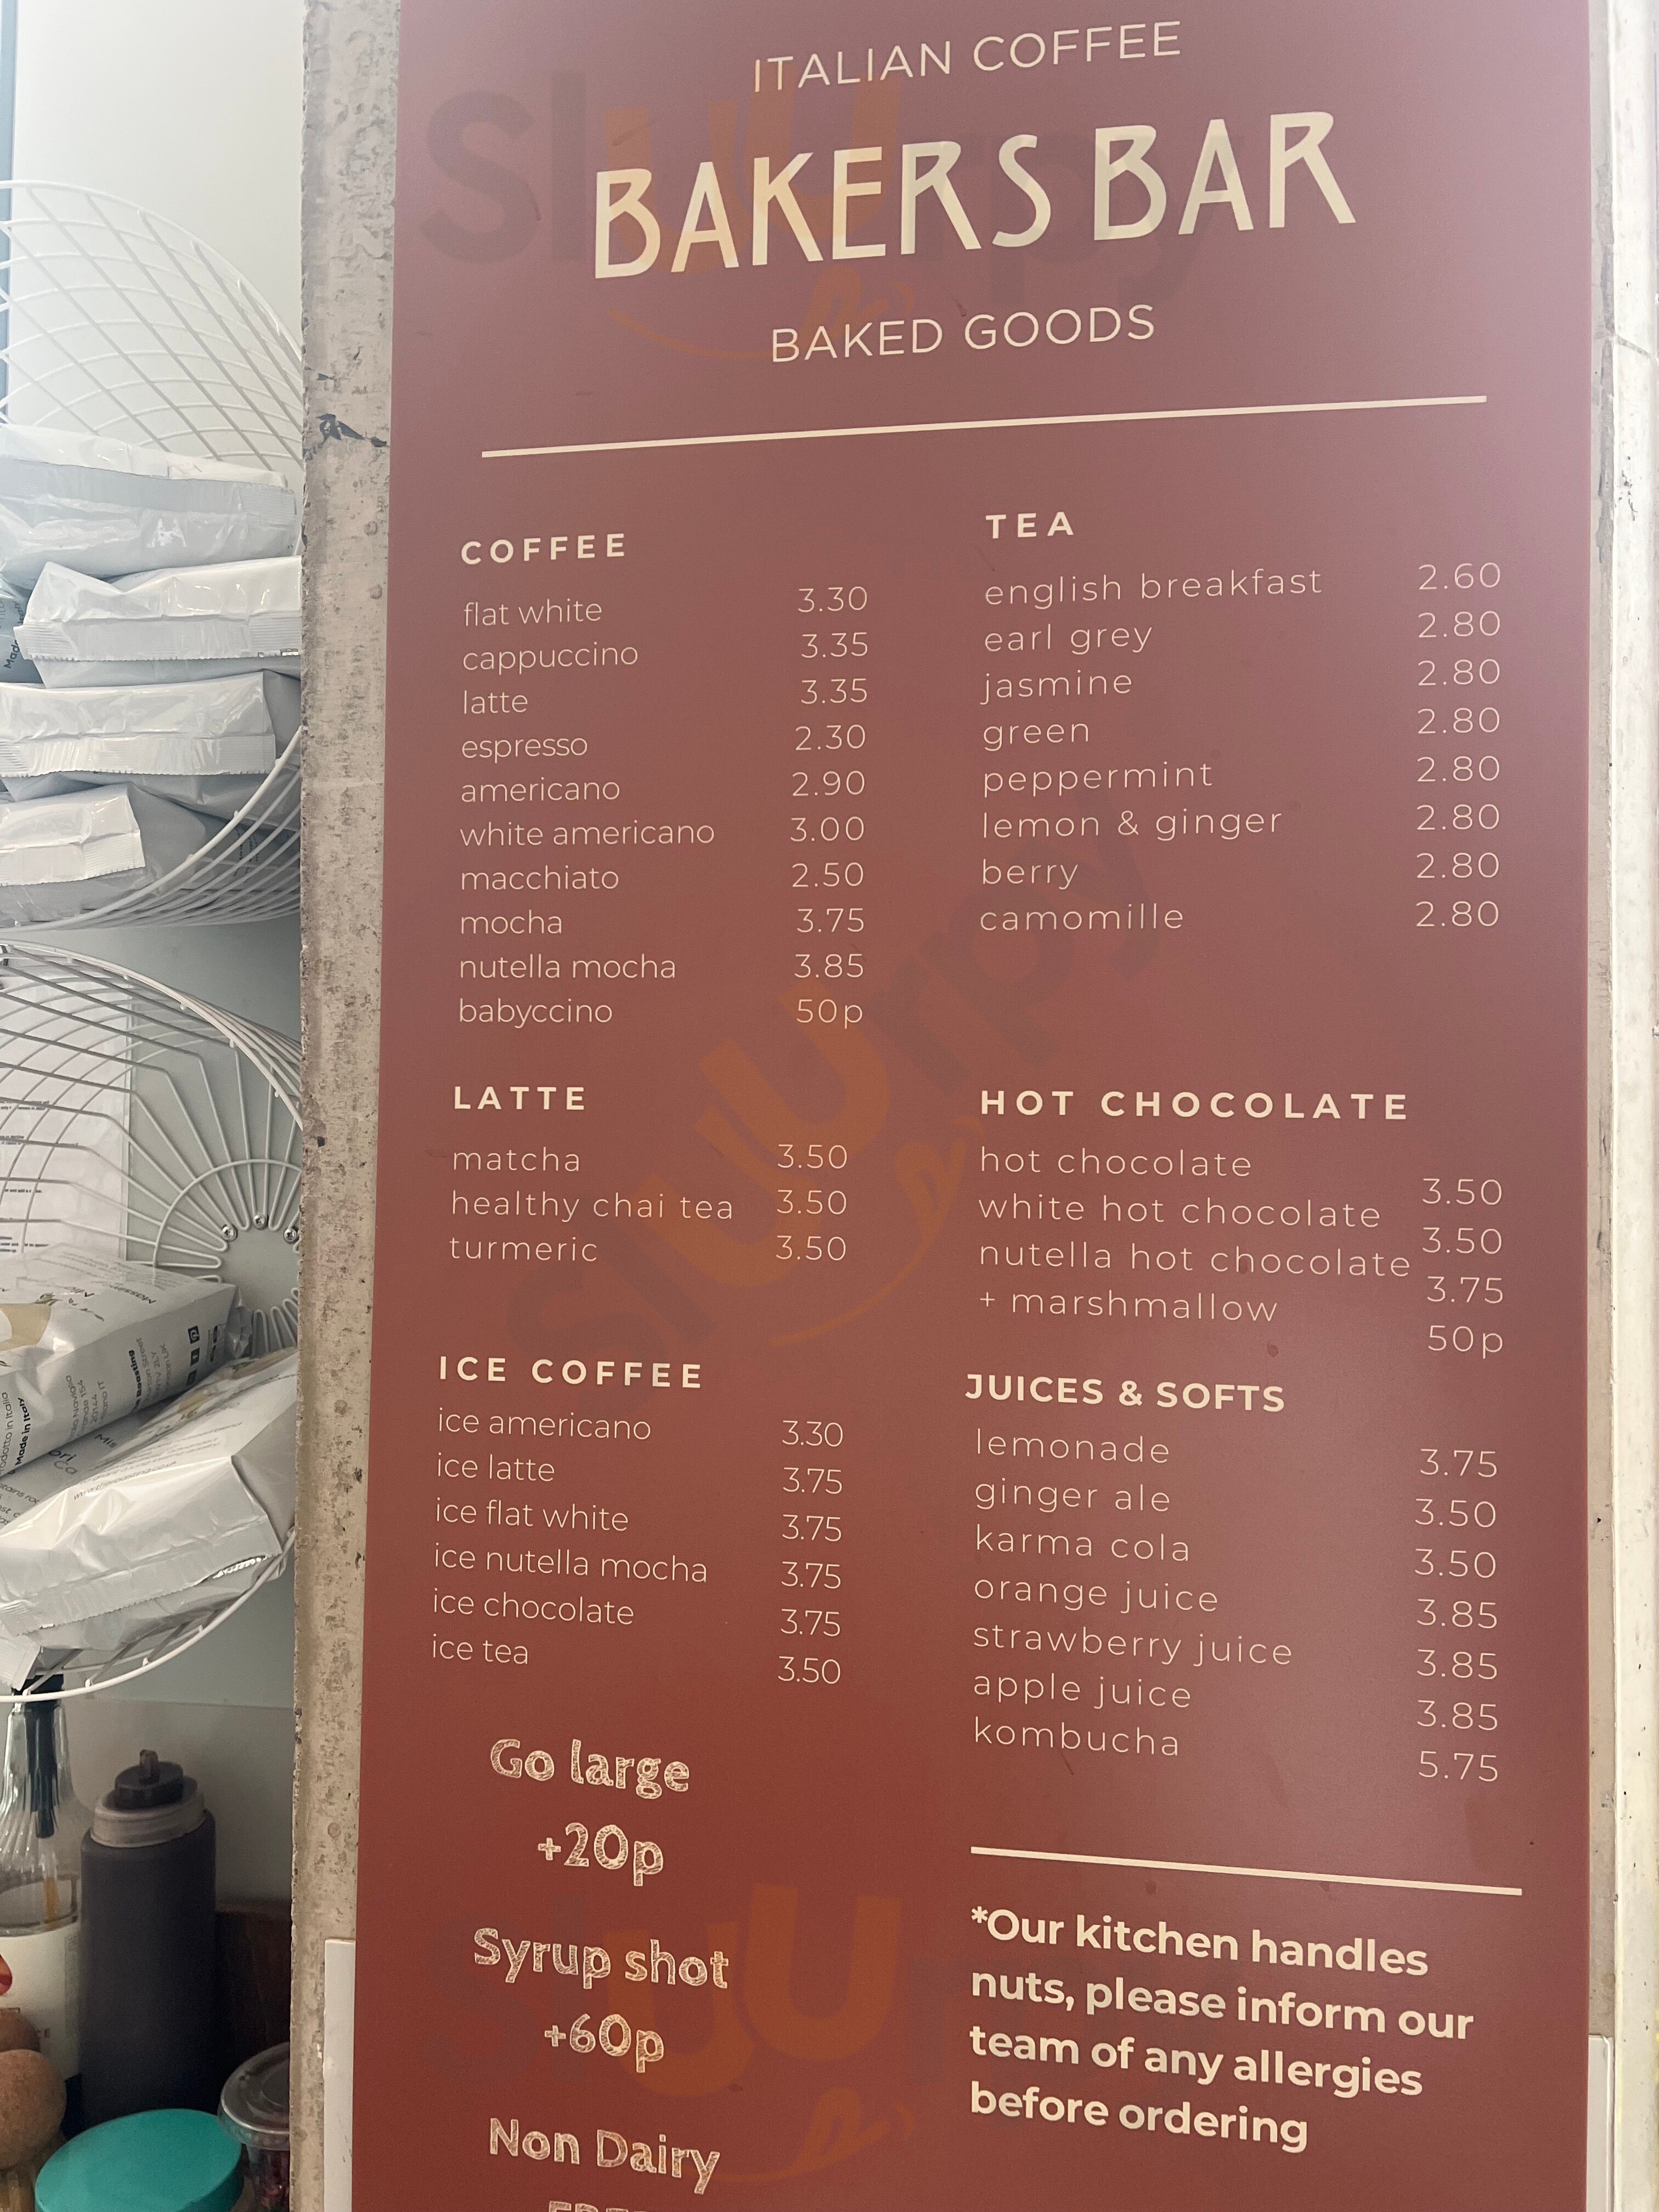 ITALIAN COFFEE
BAKERS BAR
BAKED GOODS
COFFEE
flat white 3.30
cappuccino 3.35
latte 3.35
espresso 2.30
americano 2.90
white americano 3.00
macchiato 2.50
mocha 3.75
nutella mocha 3.85
babyccino 50p
TEA
english breakfast 2.60
earl grey 2.80
jasmine 2.80
green 2.80
peppermint 2.80
lemon & ginger 2.80
berry 2.80
camomille 2.80
LATTE
matcha 3.50
healthy chai tea 3.50
turmeric 3.50
HOT CHOCOLATE
hot chocolate 3.50
white hot chocolate 3.50
nutella hot chocolate 3.75
+ marshmallow 50p
ICE COFFEE
ice americano 3.30
ice latte 3.75
ice flat white 3.75
ice nutella mocha 3.75
ice chocolate 3.75
ice tea 3.50
JUICES & SOFTS
lemonade 3.75
ginger ale 3.50
karma cola 3.50
orange juice 3.85
strawberry juice 3.85
apple juice 3.85
kombucha 5.75
Go large
+20p
Syrup shot
+60p
Non Dairy
*Our kitchen handles
nuts, please inform our
team of any allergies
before ordering
Made in Italy
slUUrpy
slUUrpy